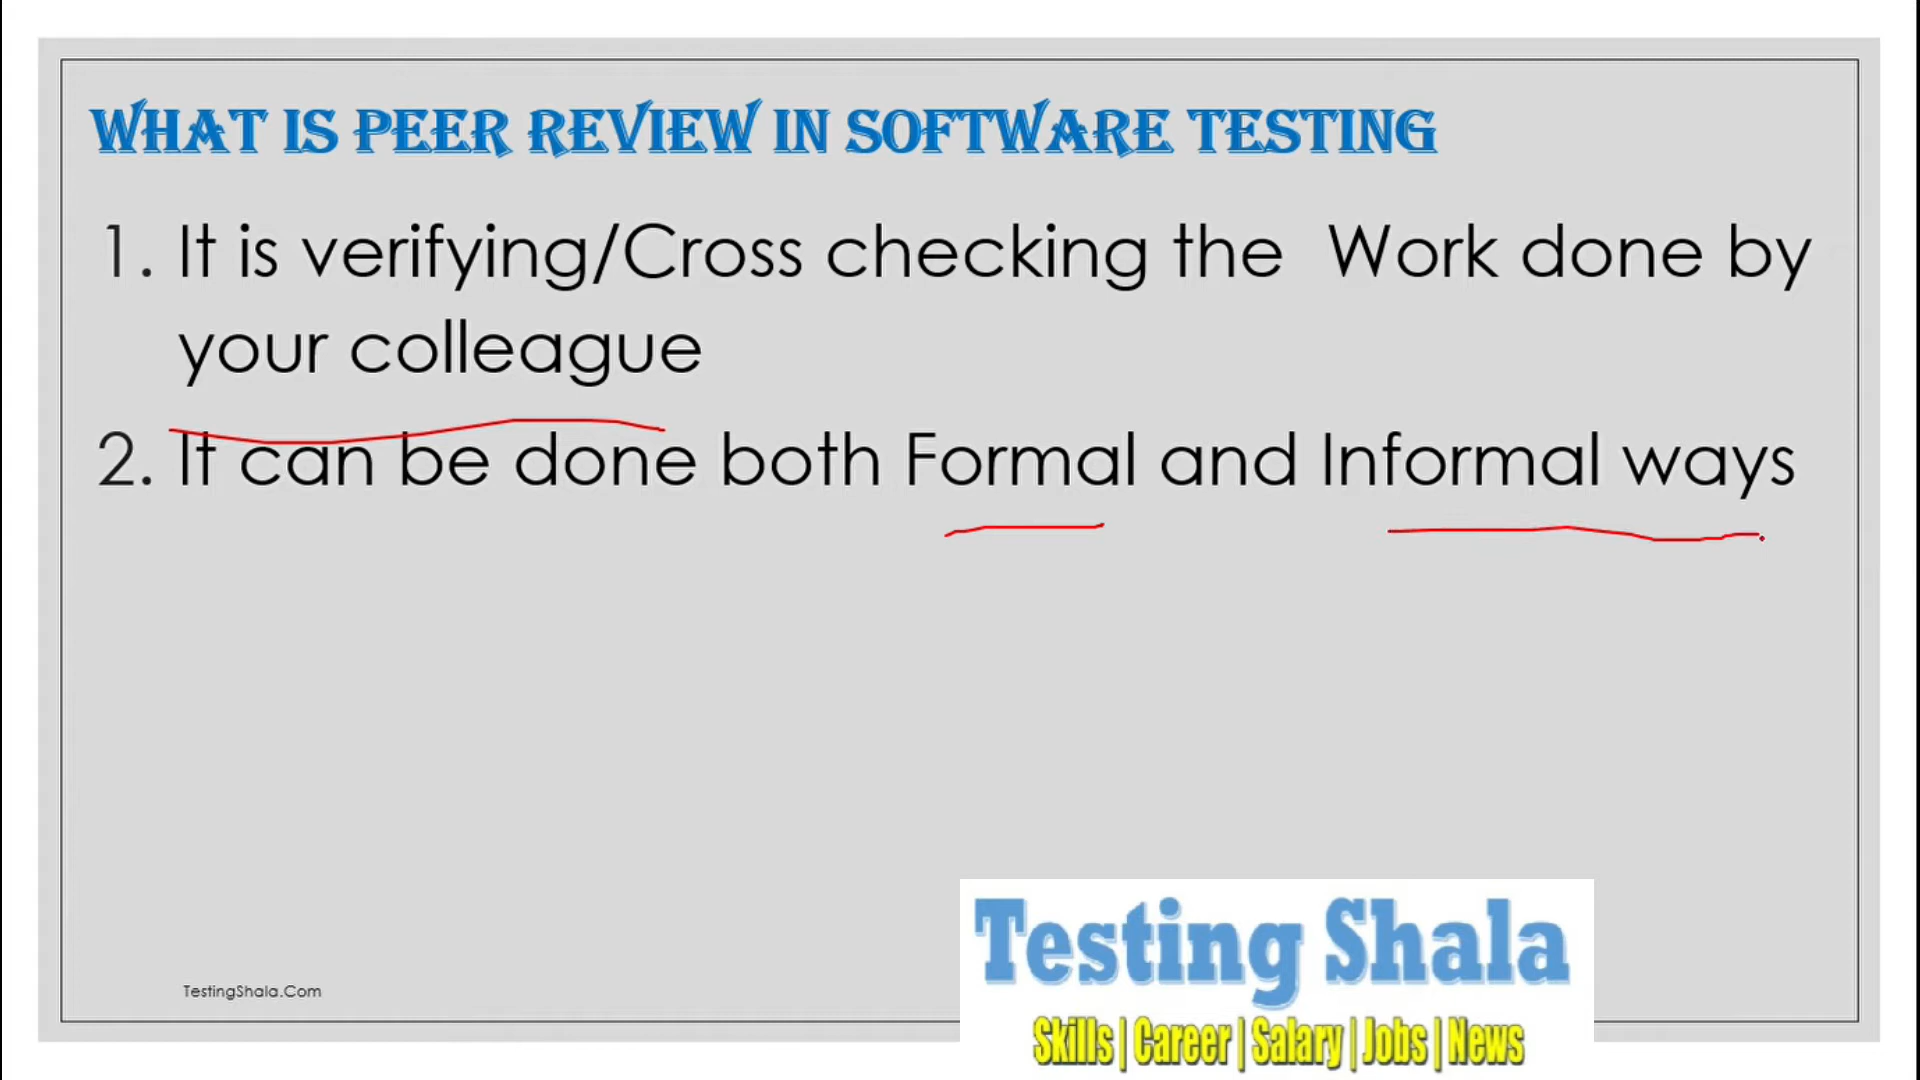 WHAT IS PEER REVIEW IN SOFTWARE TESTING
1. It is verifying/Cross checking the Work done by
your colleague
2. It can be done both Formal and Informal ways
TestingShala.Com
Testing Shala
Skills | Career | Salary | Jobs | News